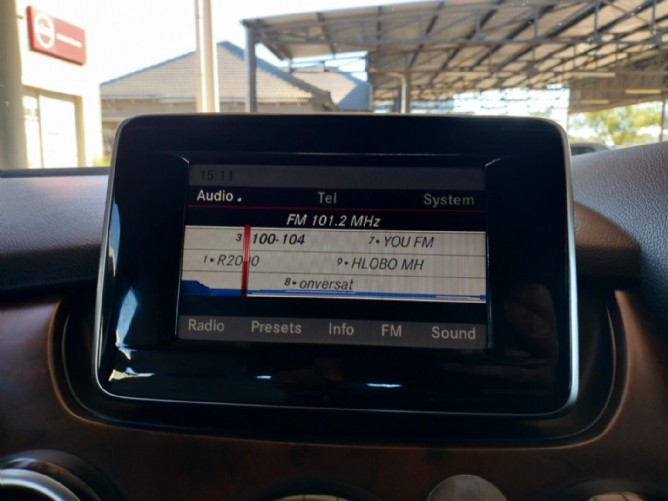 15:11
Audio Tel System
FM 101.2 MHz
3 100-104 7• YOU FM
1• R2000 9• HLOBO MH
8• onversat
Radio Presets Info FM Sound